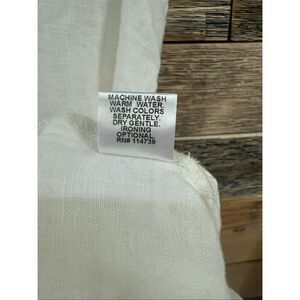 MACHINE WASH
WARM WATER.
WASH COLORS
SEPARATELY.
DRY GENTLE.
IRONING
OPTIONAL.
RN# 114739